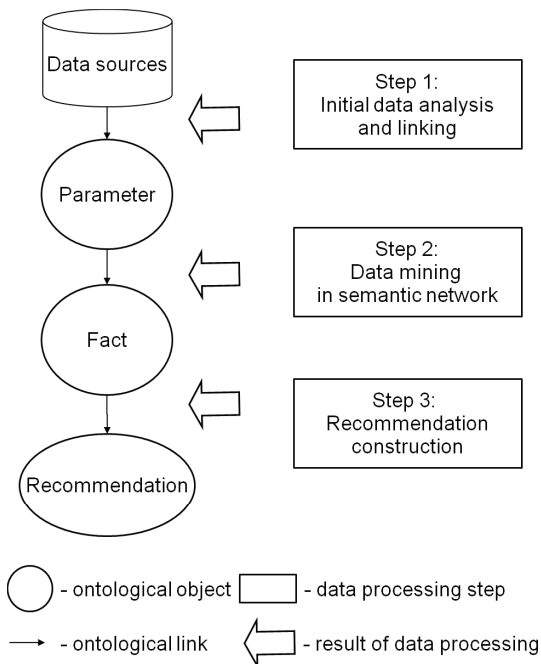 Data sources
Step 1:
Initial data analysis
and linking
Parameter
Step 2:
Data mining
in semantic network
Fact
Step 3:
Recommendation
construction
Recommendation
- ontological object
- data processing step
- ontological link
- result of data processing